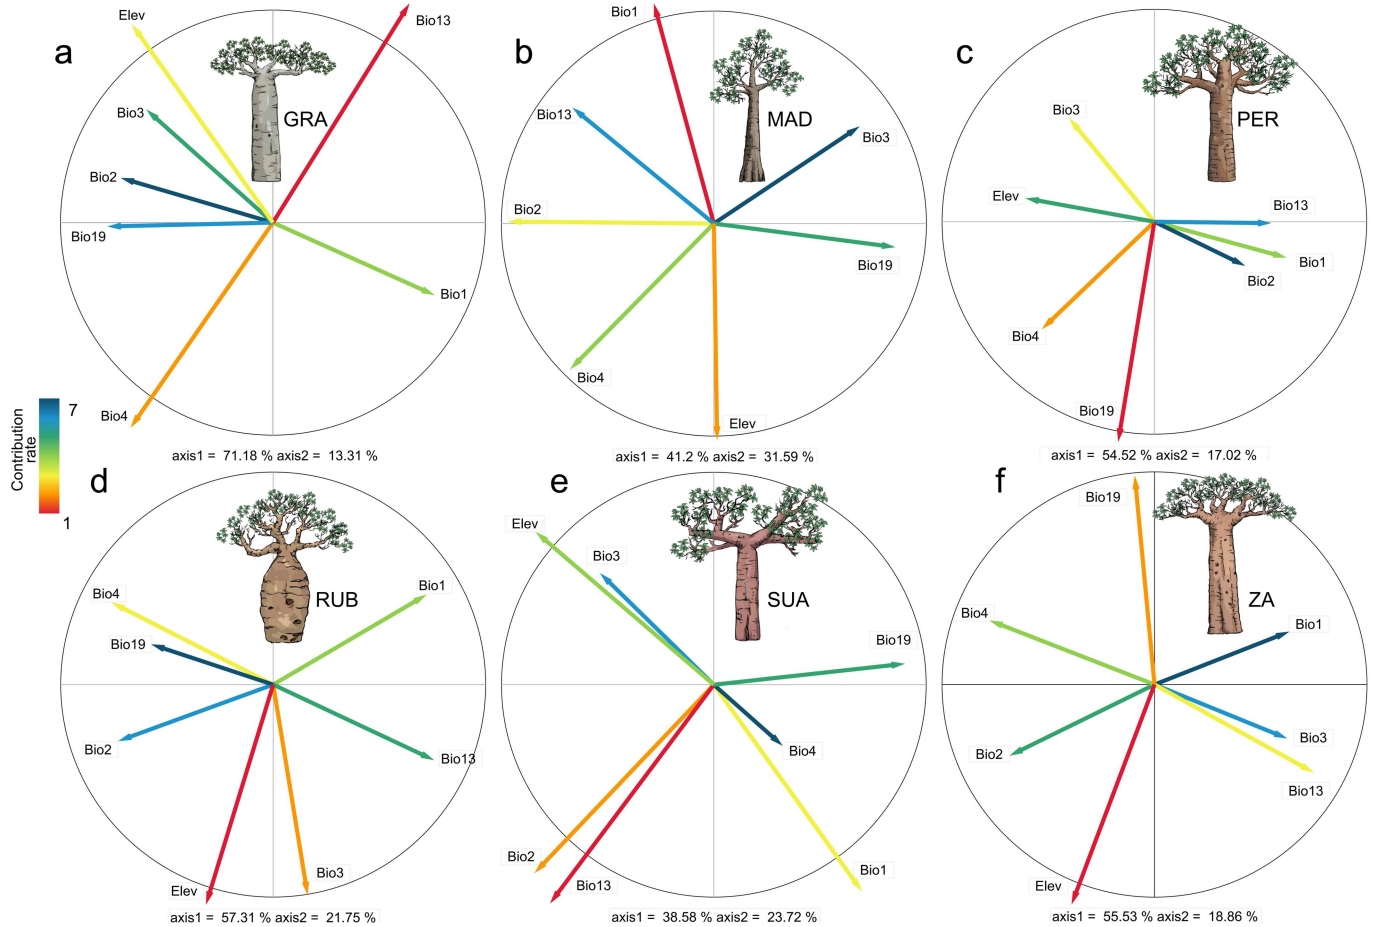 a
Elev
Bio13
Bio3
GRA
Bio2
Bio19
Bio1
Bio4
axis1 = 71.18 % axis2 = 13.31 %
b
Bio1
Bio13
MAD
Bio3
Bio2
Bio19
Bio4
Elev
axis1 = 41.2 % axis2 = 31.59 %
c
Bio3
PER
Elev
Bio13
Bio1
Bio2
Bio4
Bio19
axis1 = 54.52 % axis2 = 17.02 %
Contribution
rate
7
1
d
Bio4
Bio1
RUB
Bio19
Bio2
Bio13
Elev
Bio3
axis1 = 57.31 % axis2 = 21.75 %
e
Elev
Bio3
SUA
Bio19
Bio4
Bio2
Bio13
Bio1
axis1 = 38.58 % axis2 = 23.72 %
f
Bio19
ZA
Bio4
Bio1
Bio2
Bio3
Bio13
Elev
axis1 = 55.53 % axis2 = 18.86 %